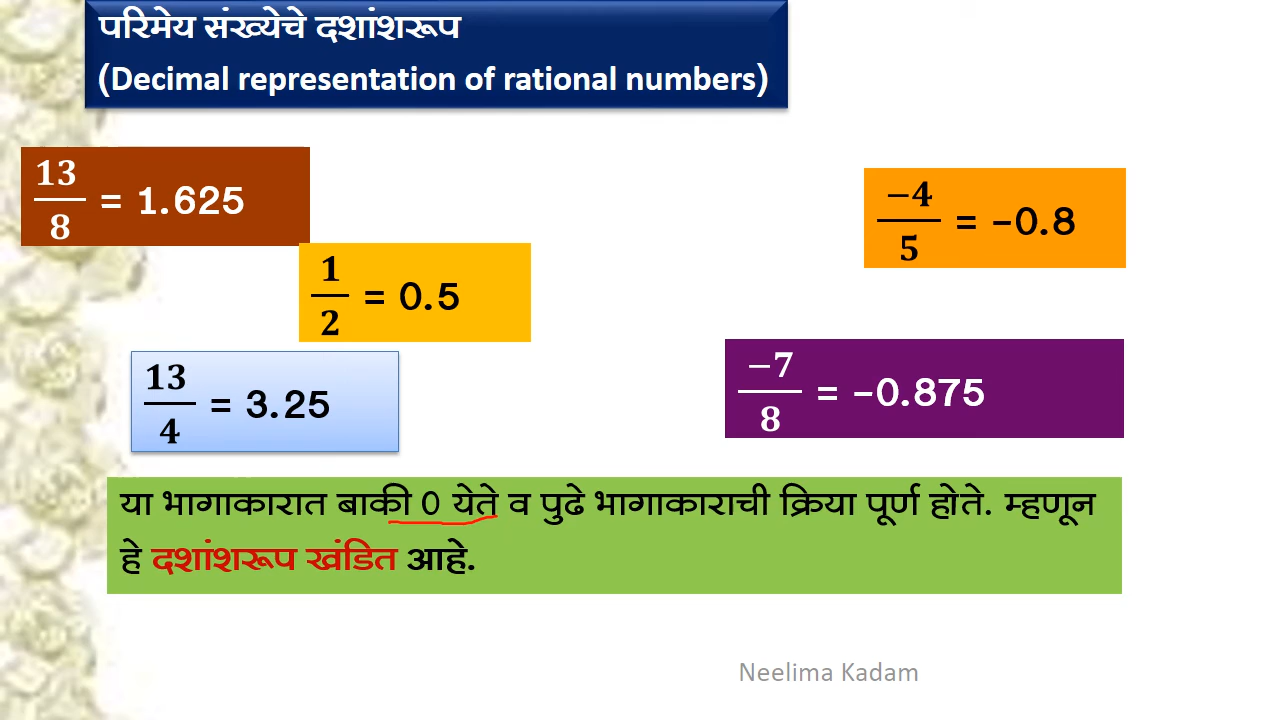 परिमेय संख्येचे दशांशरूप
(Decimal representation of rational numbers)
13/8 = 1.625
−4/5 = −0.8
1/2 = 0.5
13/4 = 3.25
−7/8 = −0.875
या भागाकारात बाकी 0 येते व पुढे भागाकाराची क्रिया पूर्ण होते. म्हणून
हे दशांशरूप खंडित आहे.
Neelima Kadam